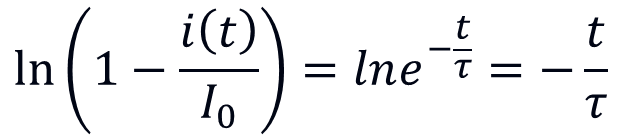 ln(1 − i(t)/I₀) = lne^(−t/τ) = −t/τ